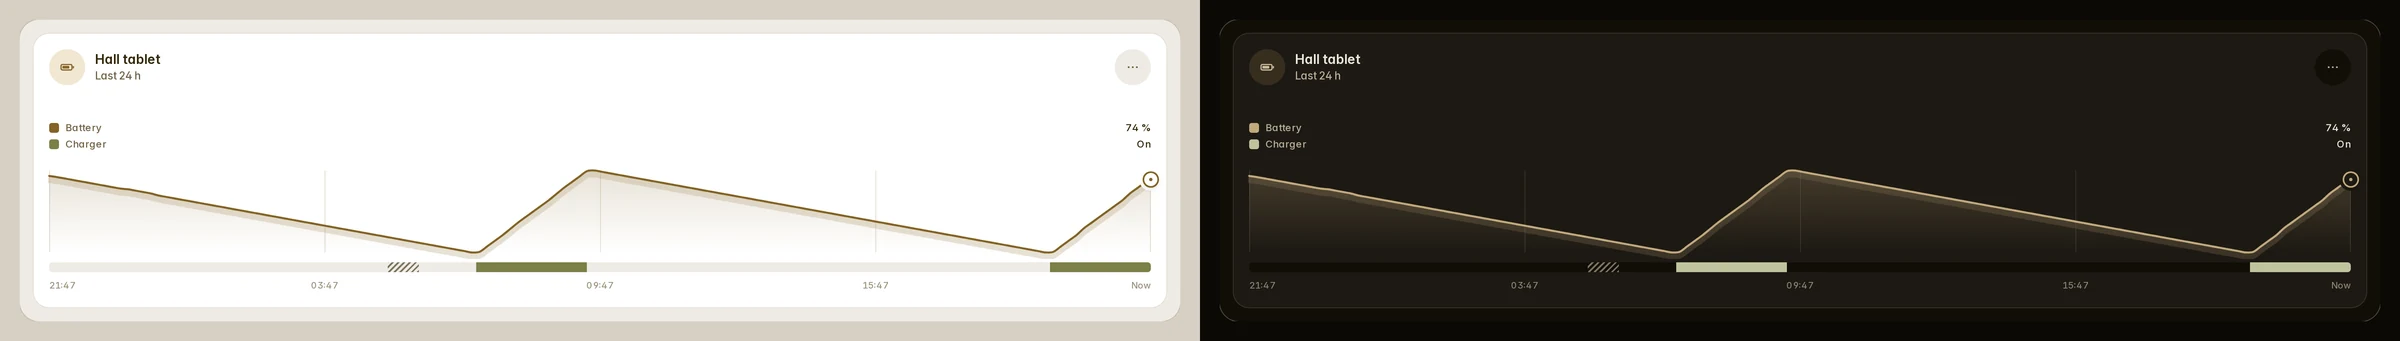 Hall tablet
Last 24 h
Battery 74 %
Charger On
21:47 03:47 09:47 15:47 Now
Hall tablet
Last 24 h
Battery 74 %
Charger On
21:47 03:47 09:47 15:47 Now